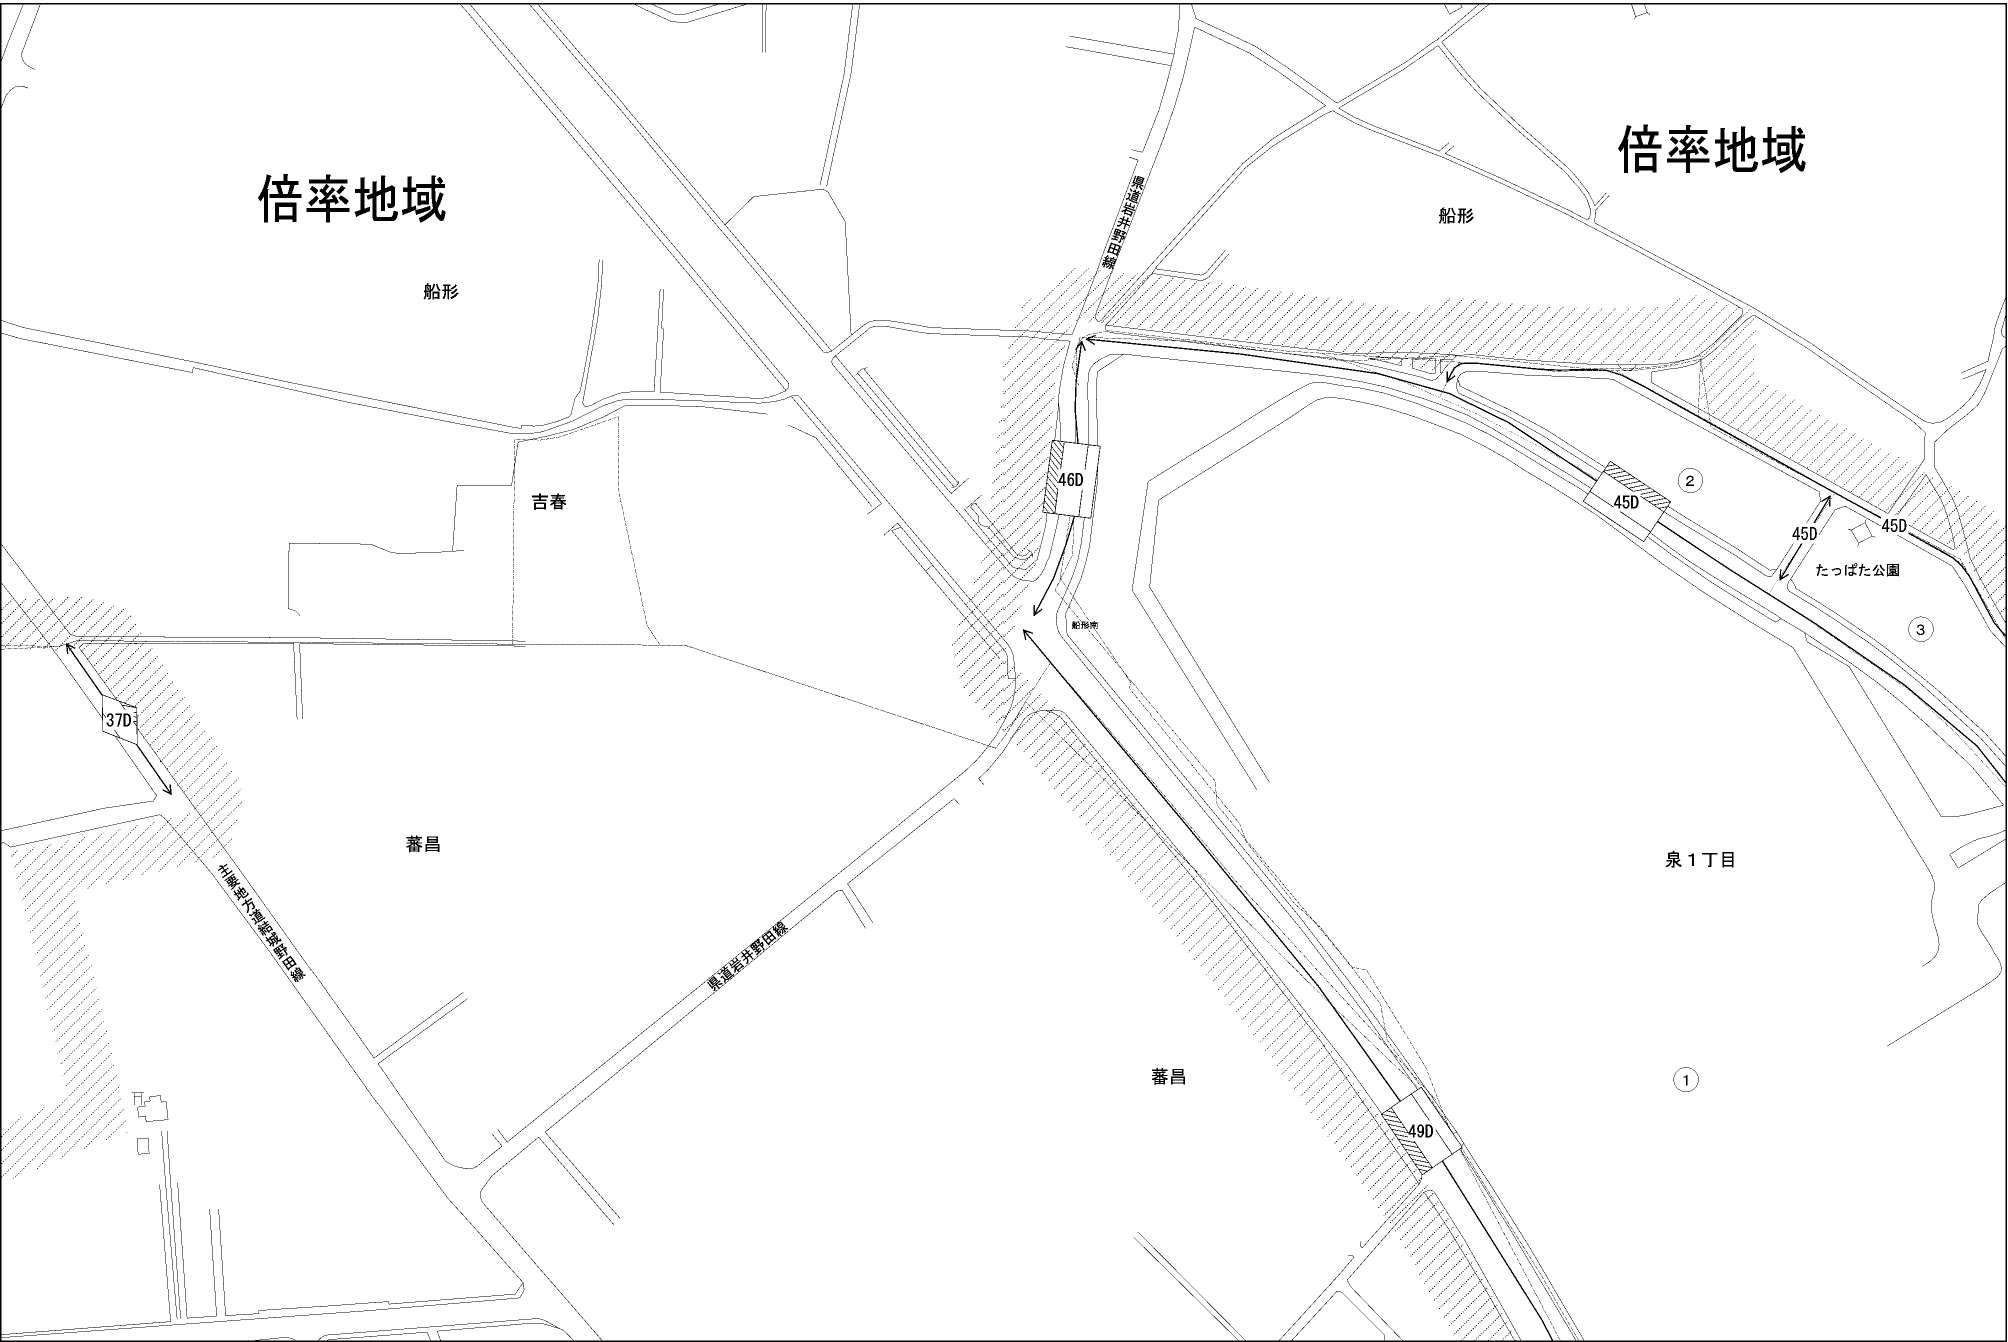 倍率地域
倍率地域
県道岩井野田線
船形
船形
46D
2
45D
吉春
45D
45D
たっぱた公園
船形南
3
37D
蕃昌
泉1丁目
主要地方道結城野田線
県道岩井野田線
蕃昌
1
49D